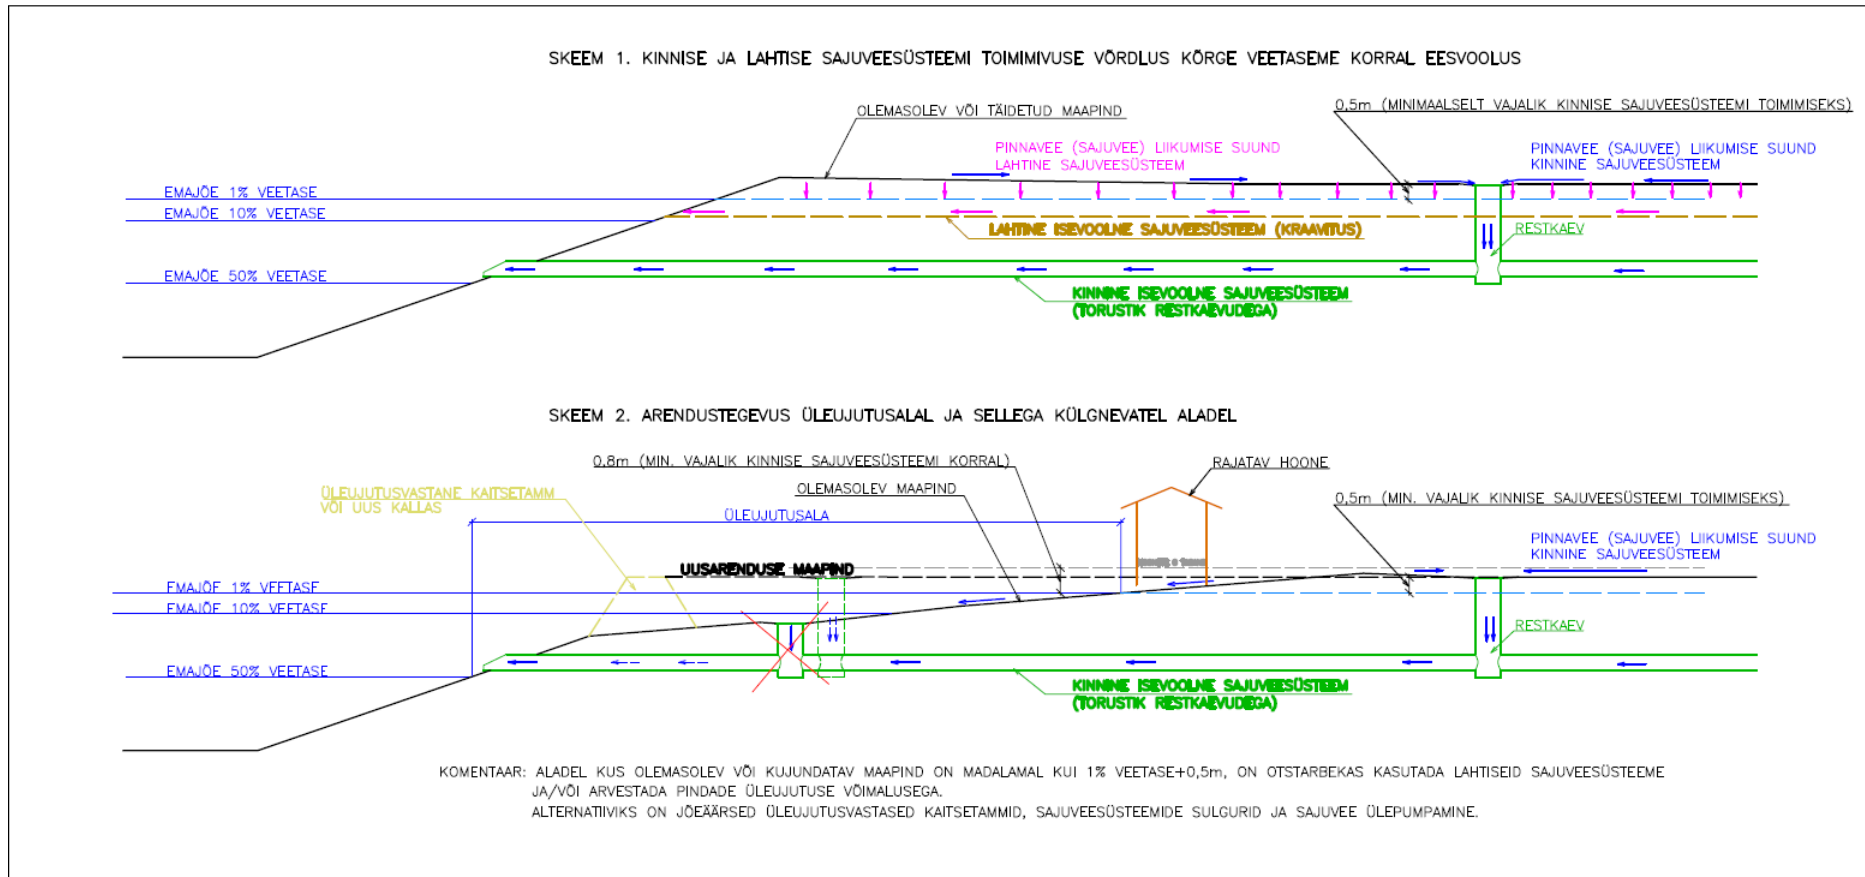 SKEEM 1. KINNISE JA LAHTISE SAJUVEESÜSTEEMI TOIMIMIVUSE VÕRDLUS KÕRGE VEETASEME KORRAL EESVOOLUS
OLEMASOLEV VÕI TÄIDETUD MAAPIND
0,5m (MINIMAALSELT VAJALIK KINNISE SAJUVEESÜSTEEMI TOIMIMISEKS)
PINNAVEE (SAJUVEE) LIIKUMISE SUUND
LAHTINE SAJUVEESÜSTEEM
PINNAVEE (SAJUVEE) LIIKUMISE SUUND
KINNINE SAJUVEESÜSTEEM
EMAJÕE 1% VEETASE
EMAJÕE 10% VEETASE
LAHTINE ISEVOOLNE SAJUVEESÜSTEEM (KRAAVITUS)
RESTKAEV
EMAJÕE 50% VEETASE
KINNINE ISEVOOLNE SAJUVEESÜSTEEM
(TORUSTIK RESTKAEVUDEGA)
SKEEM 2. ARENDUSTEGEVUS ÜLEUJUTUSALAL JA SELLEGA KÜLGNEVATEL ALADEL
0,8m (MIN. VAJALIK KINNISE SAJUVEESÜSTEEMI KORRAL)
RAJATAV HOONE
ÜLEUJUTUSVASTANE KAITSETAMM
VÕI UUS KALLAS
OLEMASOLEV MAAPIND
0,5m (MIN. VAJALIK KINNISE SAJUVEESÜSTEEMI TOIMIMISEKS)
ÜLEUJUTUSALA
PINNAVEE (SAJUVEE) LIIKUMISE SUUND
KINNINE SAJUVEESÜSTEEM
UUSARENDUSE MAAPIND
EMAJÕE 1% VEETASE
EMAJÕE 10% VEETASE
RESTKAEV
EMAJÕE 50% VEETASE
KINNINE ISEVOOLNE SAJUVEESÜSTEEM
(TORUSTIK RESTKAEVUDEGA)
KOMENTAAR: ALADEL KUS OLEMASOLEV VÕI KUJUNDATAV MAAPIND ON MADALAMAL KUI 1% VEETASE+0,5m, ON OTSTARBEKAS KASUTADA LAHTISEID SAJUVEESÜSTEEME
JA/VÕI ARVESTADA PINDADE ÜLEUJUTUSE VÕIMALUSEGA.
ALTERNATIIVIKS ON JÕEÄÄRSED ÜLEUJUTUSVASTASED KAITSETAMMID, SAJUVEESÜSTEEMIDE SULGURID JA SAJUVEE ÜLEPUMPAMINE.